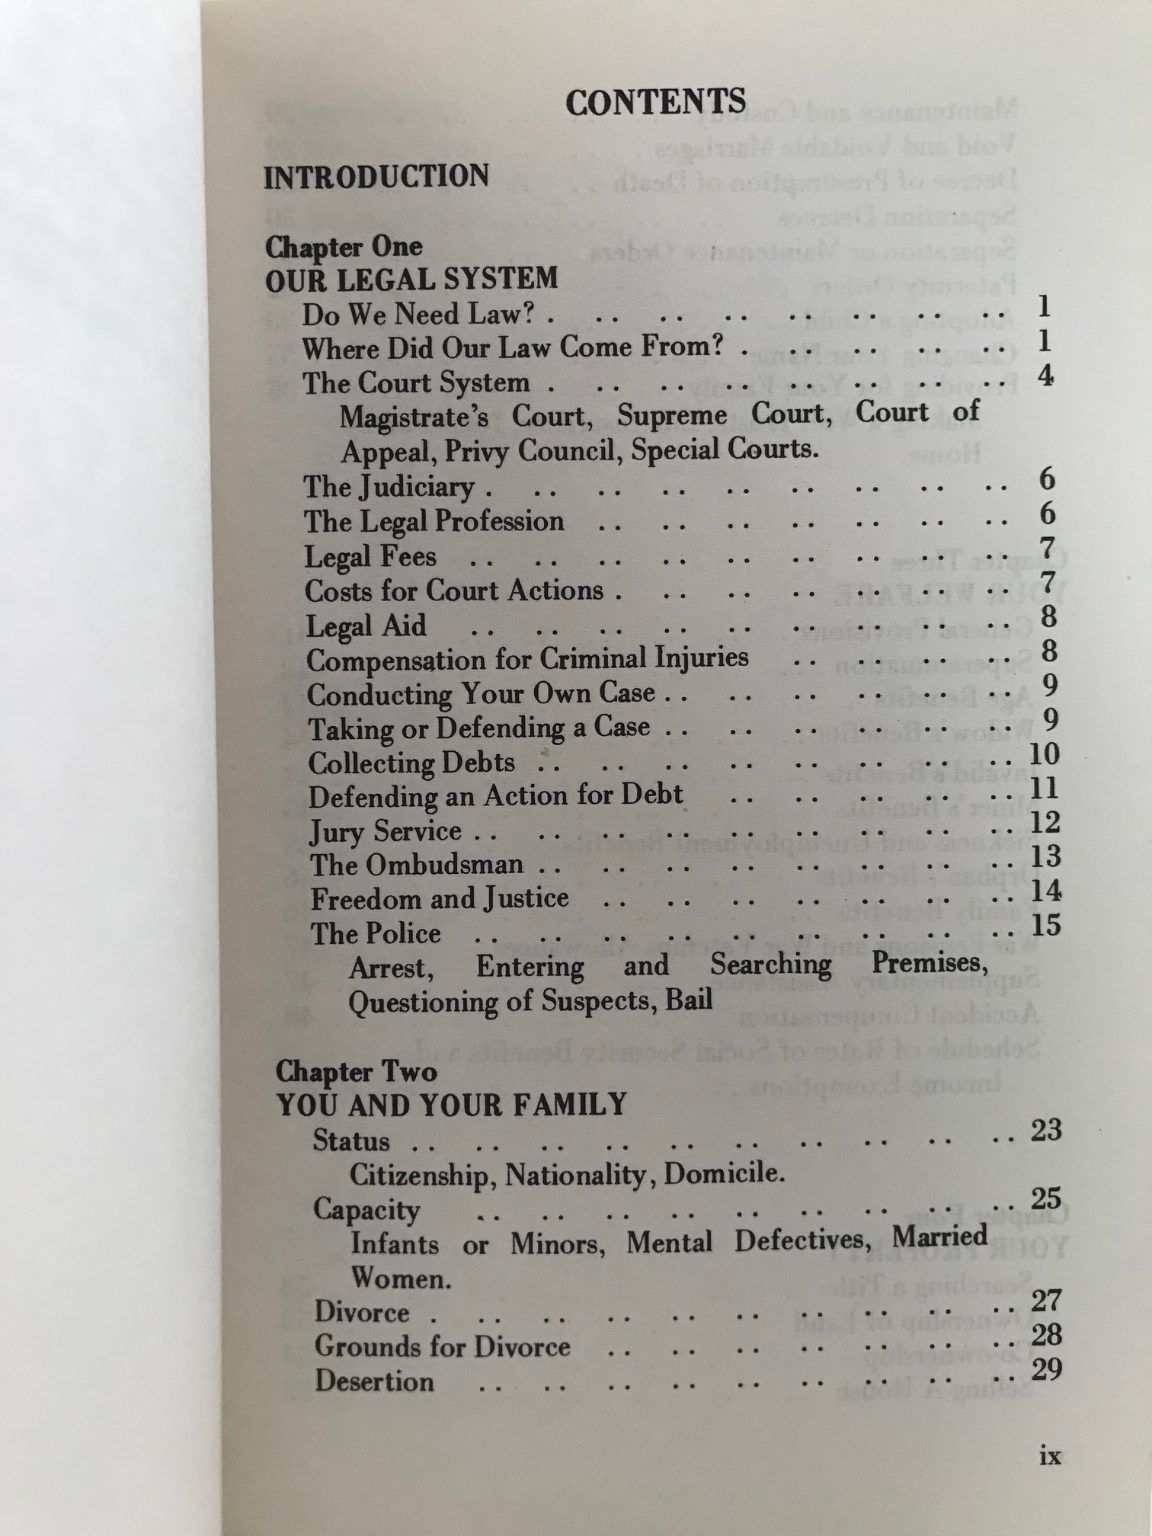 CONTENTS
INTRODUCTION
Chapter One
OUR LEGAL SYSTEM
Do We Need Law? . .. .. .. .. .. .. .. 1
Where Did Our Law Come From? . .. .. .. .. 1
The Court System . .. .. .. .. .. .. .. 4
Magistrate's Court, Supreme Court, Court of
Appeal, Privy Council, Special Courts.
The Judiciary . .. .. .. .. .. .. .. .. 6
The Legal Profession .. .. .. .. .. .. .. 6
Legal Fees .. .. .. .. .. .. .. .. .. 7
Costs for Court Actions . .. .. .. .. .. .. 7
Legal Aid .. .. .. .. .. .. .. .. .. 8
Compensation for Criminal Injuries .. .. .. .. 8
Conducting Your Own Case .. .. .. .. .. .. 9
Taking or Defending a Case .. .. .. .. .. .. 9
Collecting Debts .. .. .. .. .. .. .. .. 10
Defending an Action for Debt .. .. .. .. .. 11
Jury Service .. .. .. .. .. .. .. .. .. 12
The Ombudsman .. .. .. .. .. .. .. .. 13
Freedom and Justice .. .. .. .. .. .. .. 14
The Police .. .. .. .. .. .. .. .. .. 15
Arrest, Entering and Searching Premises,
Questioning of Suspects, Bail
Chapter Two
YOU AND YOUR FAMILY
Status .. .. .. .. .. .. .. .. .. .. 23
Citizenship, Nationality, Domicile.
Capacity .. .. .. .. .. .. .. .. .. 25
Infants or Minors, Mental Defectives, Married
Women.
Divorce . .. .. .. .. .. .. .. .. .. 27
Grounds for Divorce .. .. .. .. .. .. .. 28
Desertion .. .. .. .. .. .. .. .. .. 29
ix